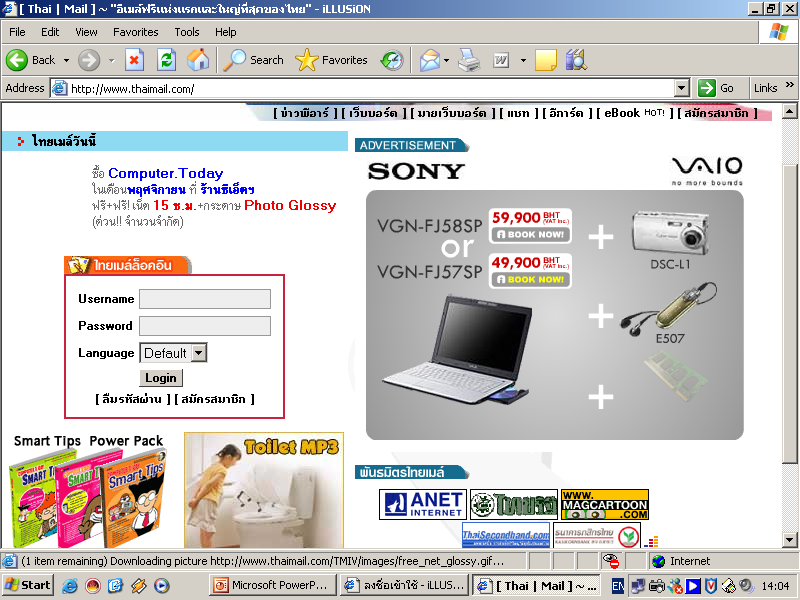 [ Thai | Mail ] ~ "อีเมล์ฟรีแห่งแรกและใหญ่ที่สุดของไทย" - iLLUSiON
File Edit View Favorites Tools Help
Back Search Favorites
Address http://www.thaimail.com/ Go Links »
[ ข่าวพีอาร์ ] [ เว็บบอร์ด ] [ มายเว็บบอร์ด ] [ แชท ] [ อีการ์ด ] [ eBook HOT! ] [ สมัครสมาชิก ]
ไทยเมล์วันนี้
ซื้อ Computer.Today
ในเดือนพฤศจิกายน ที่ ร้านซีเอ็ดฯ
ฟรี+ฟรี! เน็ต 15 ช.ม.+กระดาษ Photo Glossy
(ด่วน!! จำนวนจำกัด)
ไทยเมล์ล็อคอิน
Username
Password
Language Default
Login
[ ลืมรหัสผ่าน ] [ สมัครสมาชิก ]
Smart Tips Power Pack
Smart Tips
Toilet MP3
ADVERTISEMENT
SONY VAIO
no more bounds
VGN-FJ58SP 59,900 BHT (VAT inc.)
BOOK NOW!
or
VGN-FJ57SP 49,900 BHT (VAT inc.)
BOOK NOW!
+ DSC-L1
+ E507
+
พันธมิตรไทยเมล์
ANET INTERNET
WWW.MAGCARTOON.COM
ThaiSecondhand.com
ธนาคารกสิกรไทย
(1 item remaining) Downloading picture http://www.thaimail.com/TMIV/images/free_net_glossy.gif... Internet
Start Microsoft PowerP... ลงชื่อเข้าใช้ - iLLUS... [ Thai | Mail ] ~ ... EN 14:04